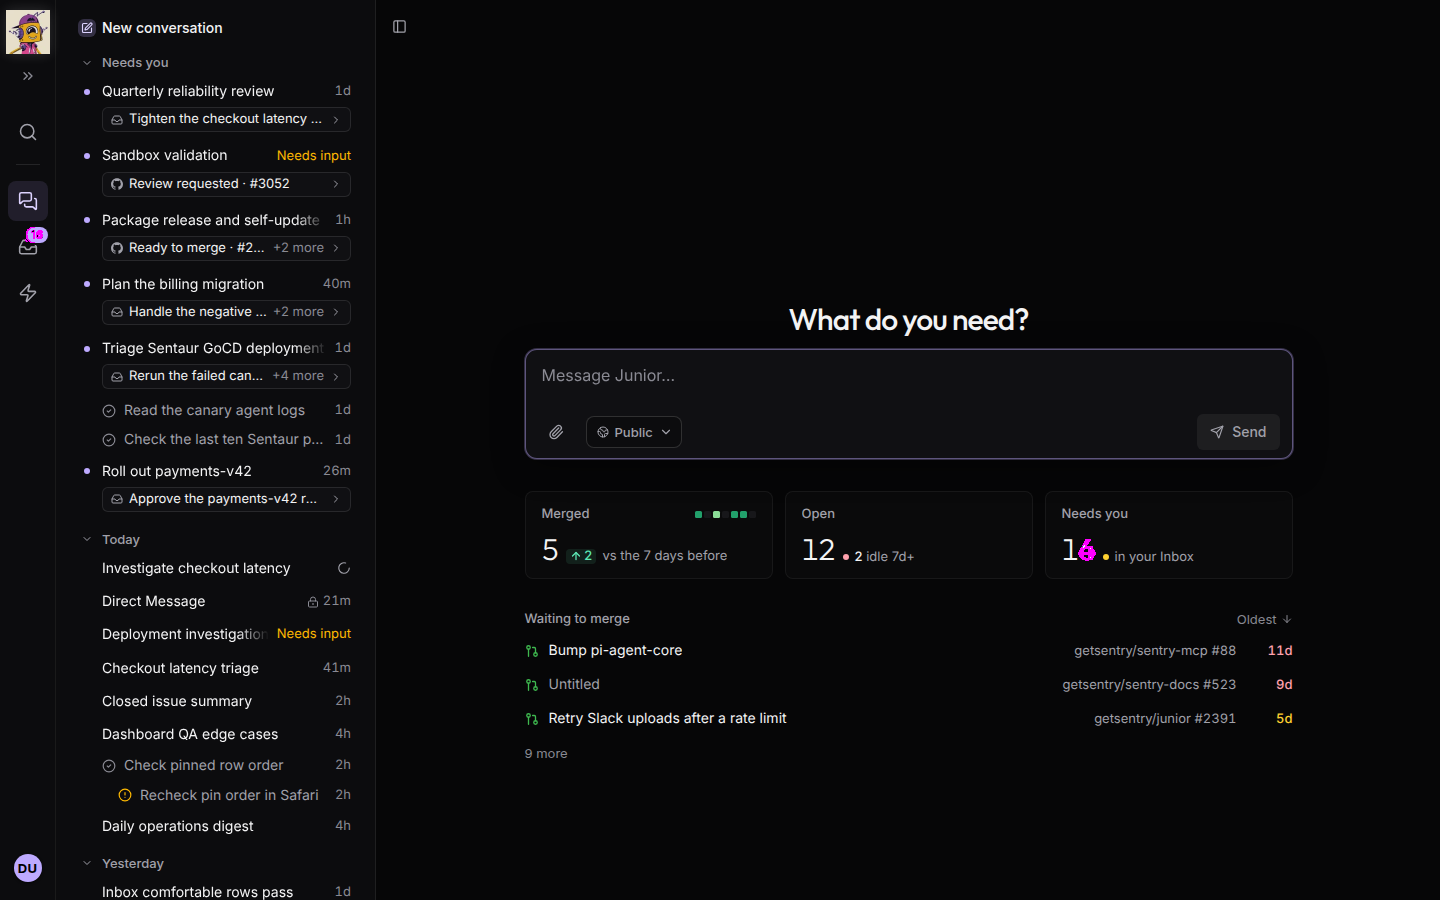 New conversation
Needs you
Quarterly reliability review 1d
Tighten the checkout latency ...
Sandbox validation Needs input
Review requested · #3052
Package release and self-update 1h
Ready to merge · #2... +2 more
Plan the billing migration 40m
Handle the negative ... +2 more
Triage Sentaur GoCD deployment 1d
Rerun the failed can... +4 more
Read the canary agent logs 1d
Check the last ten Sentaur p... 1d
Roll out payments-v42 26m
Approve the payments-v42 r...
Today
Investigate checkout latency
Direct Message 21m
Deployment investigation Needs input
Checkout latency triage 41m
Closed issue summary 2h
Dashboard QA edge cases 4h
Check pinned row order 2h
Recheck pin order in Safari 2h
Daily operations digest 4h
Yesterday
Inbox comfortable rows pass 1d
DU
What do you need?
Message Junior...
Public
Send
Merged
5 2 vs the 7 days before
Open
12 2 idle 7d+
Needs you
in your Inbox
Waiting to merge Oldest
Bump pi-agent-core getsentry/sentry-mcp #88 11d
Untitled getsentry/sentry-docs #523 9d
Retry Slack uploads after a rate limit getsentry/junior #2391 5d
9 more